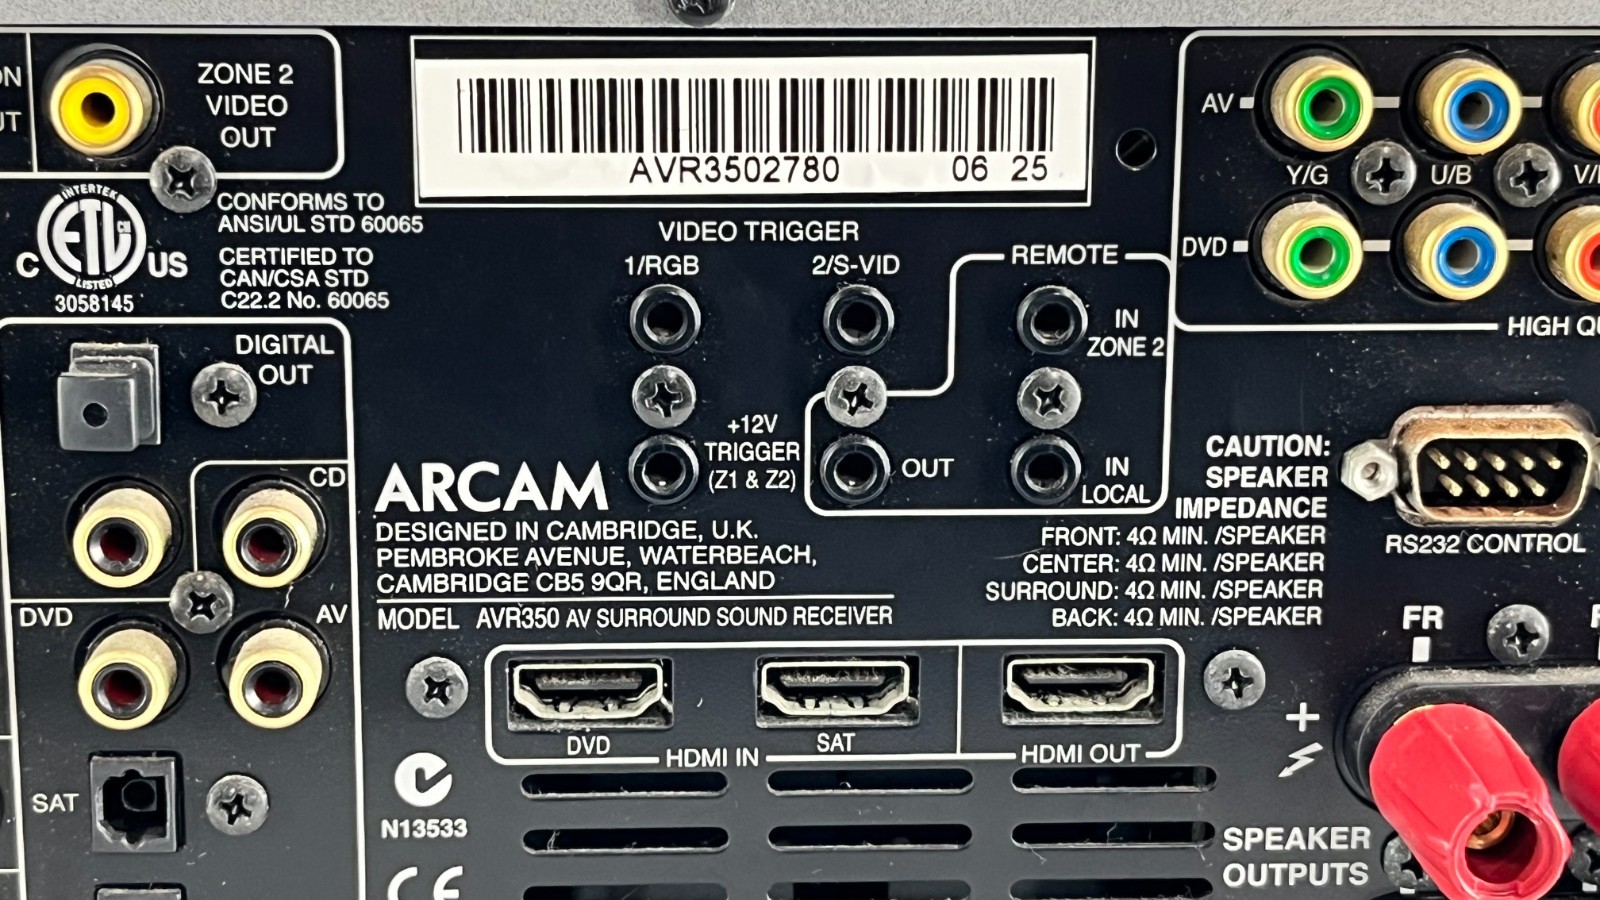 ZONE 2
VIDEO
OUT
CONFORMS TO
ANSI/UL STD 60065
CERTIFIED TO
CAN/CSA STD
C22.2 No. 60065
INTERTEK
ETL
C US
LISTED
3058145
AVR3502780 06 25
VIDEO TRIGGER
1/RGB
2/S-VID
REMOTE
IN
ZONE 2
+12V
TRIGGER
(Z1 & Z2)
OUT
IN
LOCAL
AV
Y/G
U/B
DVD
DIGITAL
OUT
CD
DVD
AV
SAT
ARCAM
DESIGNED IN CAMBRIDGE, U.K.
PEMBROKE AVENUE, WATERBEACH,
CAMBRIDGE CB5 9QR, ENGLAND
MODEL AVR350 AV SURROUND SOUND RECEIVER
CAUTION:
SPEAKER
IMPEDANCE
FRONT: 4Ω MIN. /SPEAKER
CENTER: 4Ω MIN. /SPEAKER
SURROUND: 4Ω MIN. /SPEAKER
BACK: 4Ω MIN. /SPEAKER
RS232 CONTROL
FR
DVD
HDMI IN
SAT
HDMI OUT
+
N13533
CE
SPEAKER
OUTPUTS
HIGH